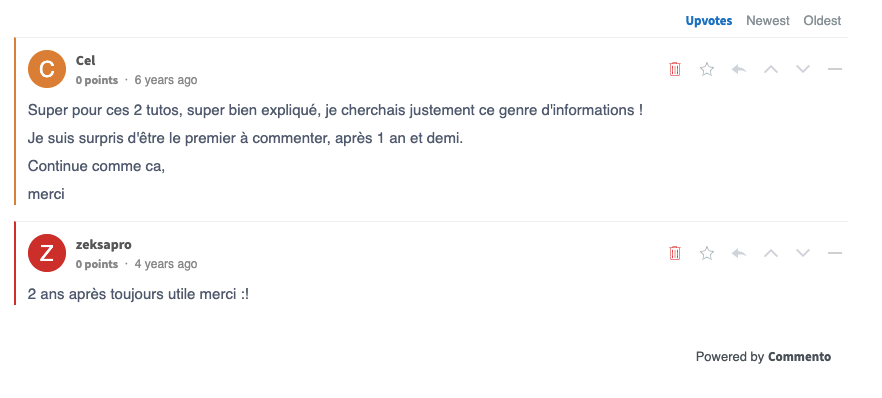 Upvotes Newest Oldest
C
Cel
0 points · 6 years ago
Super pour ces 2 tutos, super bien expliqué, je cherchais justement ce genre d'informations !
Je suis surpris d'être le premier à commenter, après 1 an et demi.
Continue comme ca,
merci
Z
zeksapro
0 points · 4 years ago
2 ans après toujours utile merci :!
Powered by Commento